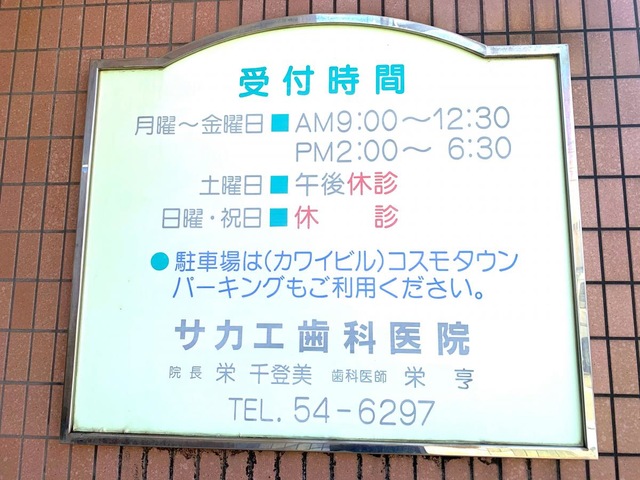 受付時間
月曜～金曜日■AM9:00～12:30
PM2:00～ 6:30
土曜日■午後休診
日曜・祝日■休 診
●駐車場は(カワイビル)コスモタウン
パーキングもご利用ください。
サカエ歯科医院
院長 栄 千登美 歯科医師 栄 亨
TEL. 54-6297